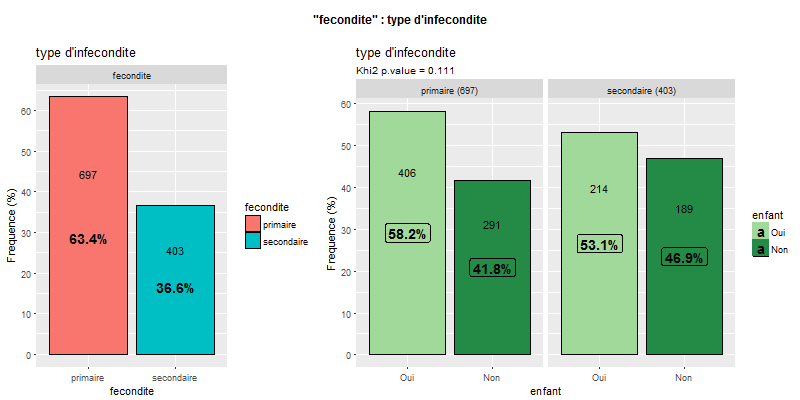 "fecondite" : type d'infecondite
type d'infecondite
fecondite
Frequence (%)
60
50
40
30
20
10
0
697
63.4%
403
36.6%
primaire
secondaire
fecondite
fecondite
primaire
secondaire
type d'infecondite
Khi2 p.value = 0.111
primaire (697)
secondaire (403)
Frequence (%)
60
50
40
30
20
10
0
406
58.2%
291
41.8%
214
53.1%
189
46.9%
Oui
Non
Oui
Non
enfant
enfant
a Oui
a Non